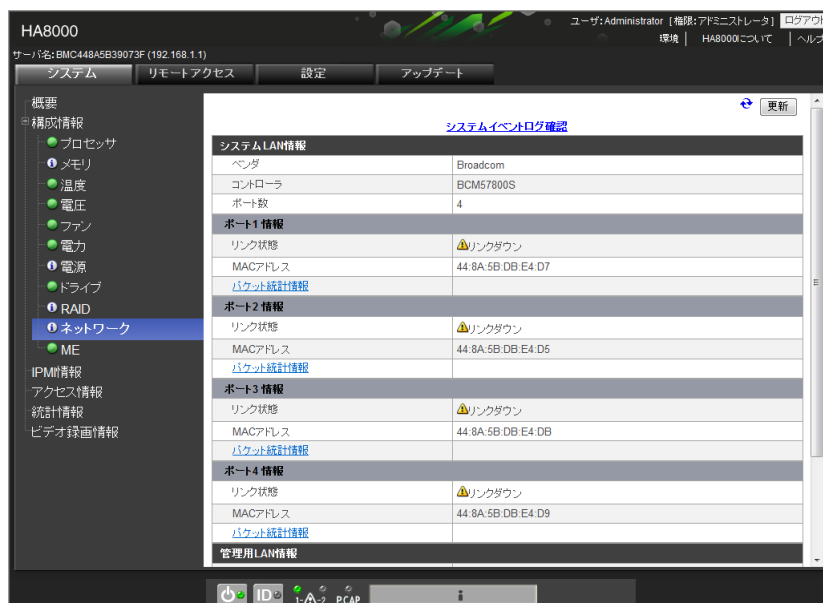 HA8000
ユーザ:Administrator [権限:アドミニストレータ] ログアウト
環境 | HA8000について | ヘルプ
サーバ名:BMC448A5B39073F (192.168.1.1)
システム リモートアクセス 設定 アップデート
概要
構成情報
プロセッサ
メモリ
温度
電圧
ファン
電力
電源
ドライブ
RAID
ネットワーク
ME
IPMI情報
アクセス情報
統計情報
ビデオ録画情報
更新
システムイベントログ確認
システムLAN情報
ベンダ Broadcom
コントローラ BCM57800S
ポート数 4
ポート1 情報
リンク状態 リンクダウン
MACアドレス 44:8A:5B:DB:E4:D7
パケット統計情報
ポート2 情報
リンク状態 リンクダウン
MACアドレス 44:8A:5B:DB:E4:D5
パケット統計情報
ポート3 情報
リンク状態 リンクダウン
MACアドレス 44:8A:5B:DB:E4:DB
パケット統計情報
ポート4 情報
リンク状態 リンクダウン
MACアドレス 44:8A:5B:DB:E4:D9
パケット統計情報
管理用LAN情報
ID 1-2 PCAP